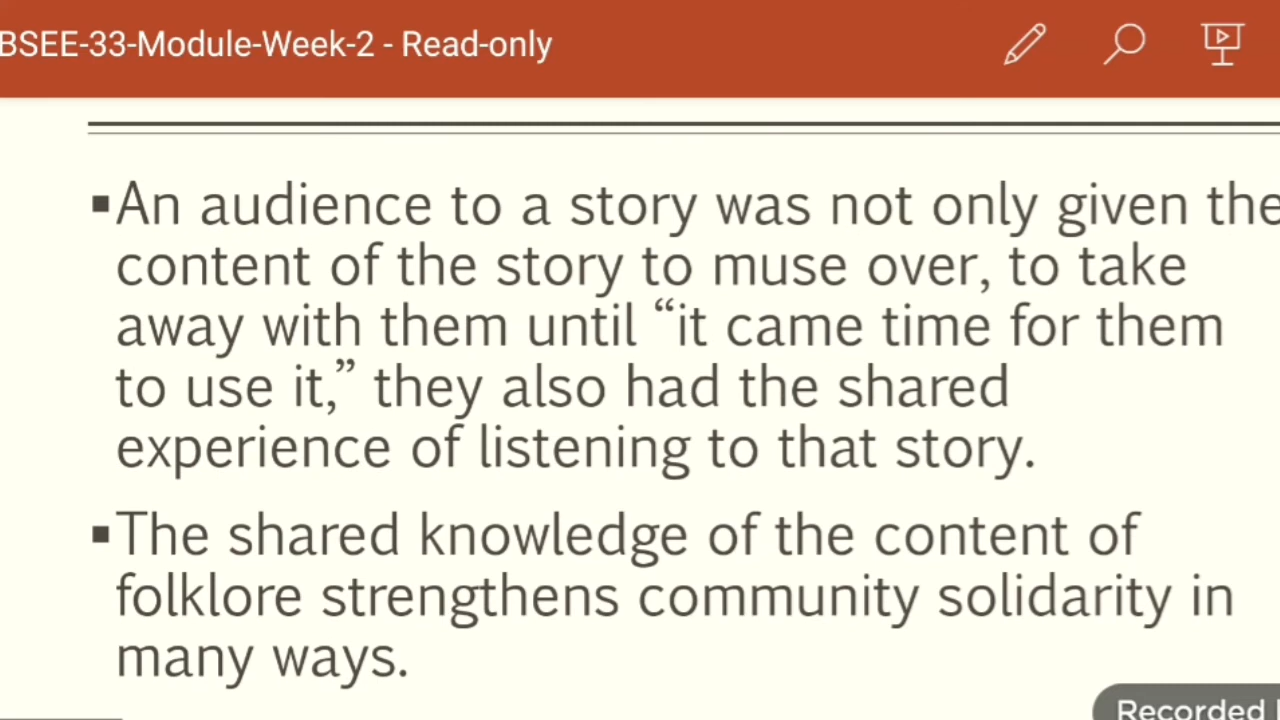 BSEE-33-Module-Week-2 - Read-only
▪An audience to a story was not only given the
content of the story to muse over, to take
away with them until “it came time for them
to use it,” they also had the shared
experience of listening to that story.
▪The shared knowledge of the content of
folklore strengthens community solidarity in
many ways.
Recorded